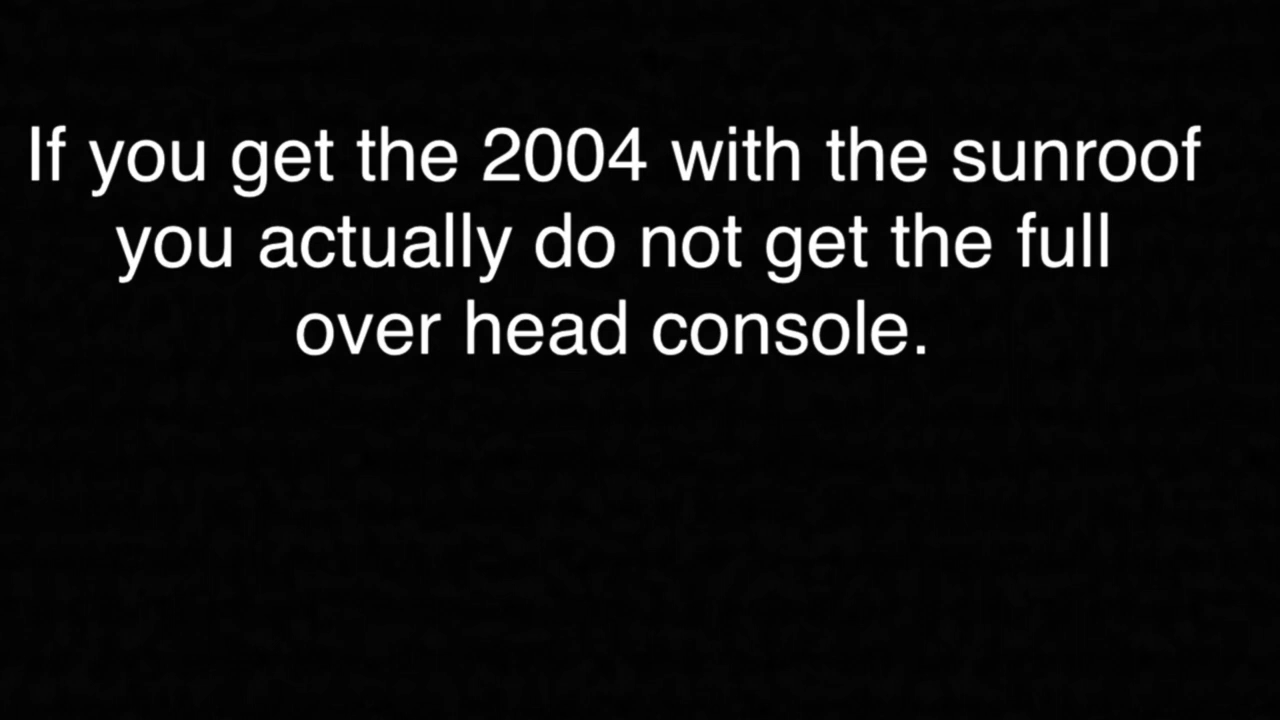 If you get the 2004 with the sunroof
you actually do not get the full
over head console.